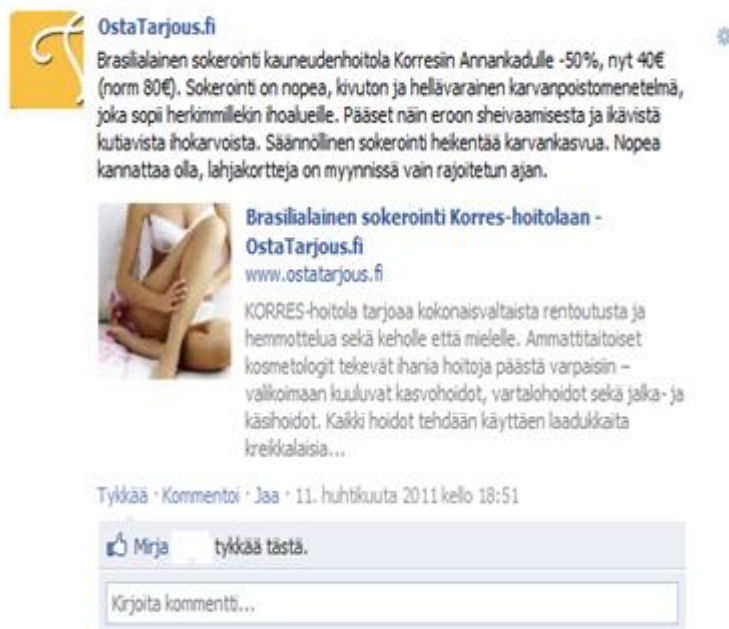 OstaTarjous.fi
Brasilialainen sokerointi kauneudenhoitola Korresiin Annankadulle -50%, nyt 40€
(norm 80€). Sokerointi on nopea, kivuton ja hellävarainen karvanpoistomenetelmä,
joka sopii herkimmillekin ihoalueille. Pääset näin eroon sheivaamisesta ja ikävistä
kutiavista ihokarvoista. Säännöllinen sokerointi heikentää karvankasvua. Nopea
kannattaa olla, lahjakortteja on myynnissä vain rajoitetun ajan.
Brasilialainen sokerointi Korres-hoitolaan -
OstaTarjous.fi
www.ostatarjous.fi
KORRES-hoitola tarjoaa kokonaisvaltaista rentoutusta ja
hemmottelua sekä keholle että mielelle. Ammattitaitoiset
kosmetologit tekevät ihania hoitoja päästä varpaisiin –
valikoimaan kuuluvat kasvohoidot, vartalohoidot sekä jalka- ja
käsihoidot. Kaikki hoidot tehdään käyttäen laadukkaita
kreikkalaisia...
Tykkää · Kommentoi · Jaa · 11. huhtikuuta 2011 kello 18:51
Mirja tykkää tästä.
Kirjoita kommentti...